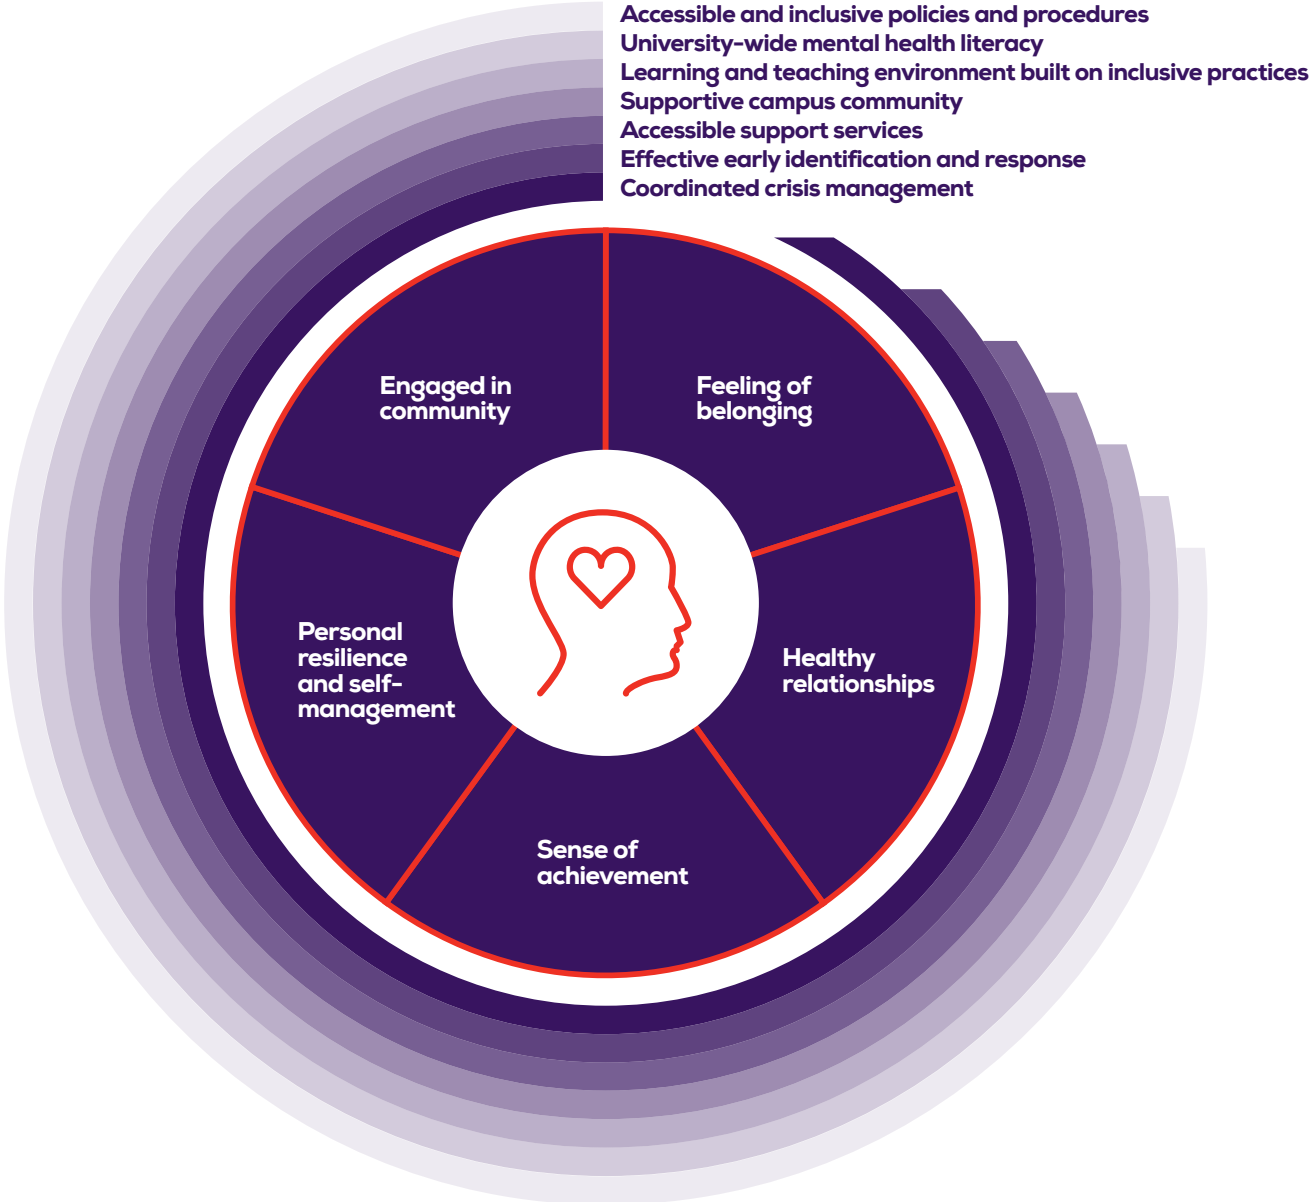 Accessible and inclusive policies and procedures
University-wide mental health literacy
Learning and teaching environment built on inclusive practices
Supportive campus community
Accessible support services
Effective early identification and response
Coordinated crisis management
Engaged in
community
Feeling of
belonging
Personal
resilience
and self-
management
Healthy
relationships
Sense of
achievement